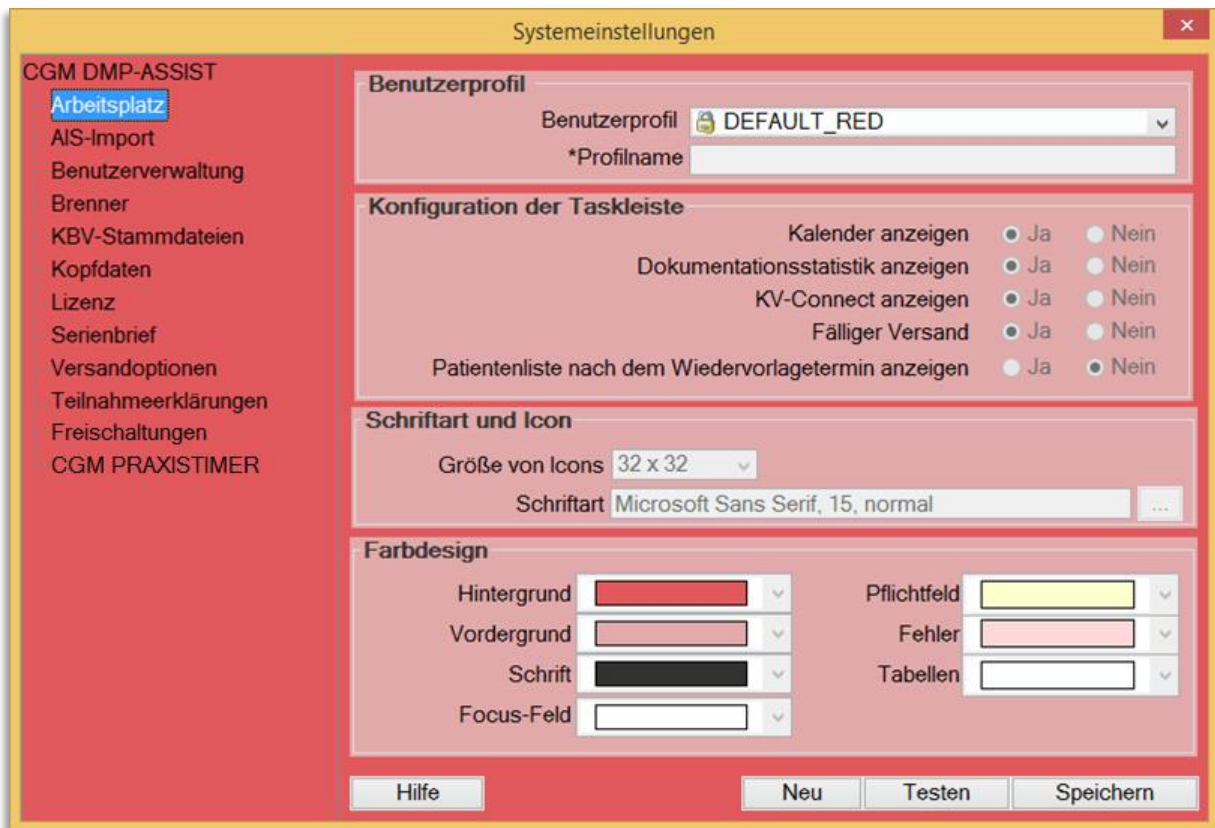 Systemeinstellungen
CGM DMP-ASSIST
Arbeitsplatz
AIS-Import
Benutzerverwaltung
Brenner
KBV-Stammdateien
Kopfdaten
Lizenz
Serienbrief
Versandoptionen
Teilnahmeerklärungen
Freischaltungen
CGM PRAXISTIMER
Benutzerprofil
Benutzerprofil DEFAULT_RED
*Profilname
Konfiguration der Taskleiste
Kalender anzeigen Ja Nein
Dokumentationsstatistik anzeigen Ja Nein
KV-Connect anzeigen Ja Nein
Fälliger Versand Ja Nein
Patientenliste nach dem Wiedervorlagetermin anzeigen Ja Nein
Schriftart und Icon
Größe von Icons 32 x 32
Schriftart Microsoft Sans Serif, 15, normal ...
Farbdesign
Hintergrund Pflichtfeld
Vordergrund Fehler
Schrift Tabellen
Focus-Feld
Hilfe Neu Testen Speichern